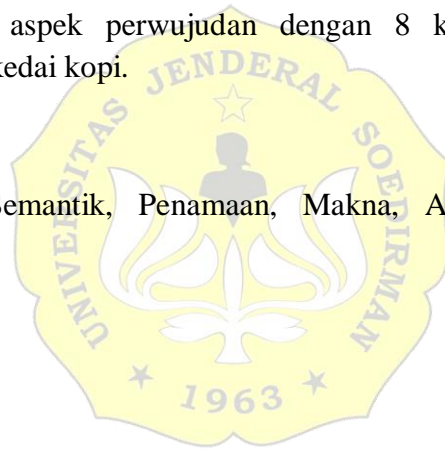 aspek perwujudan dengan 8 k
kedai kopi.
UNIVERSITAS JENDERAL SOEDIRMAN
Semantik, Penamaan, Makna, A
1963